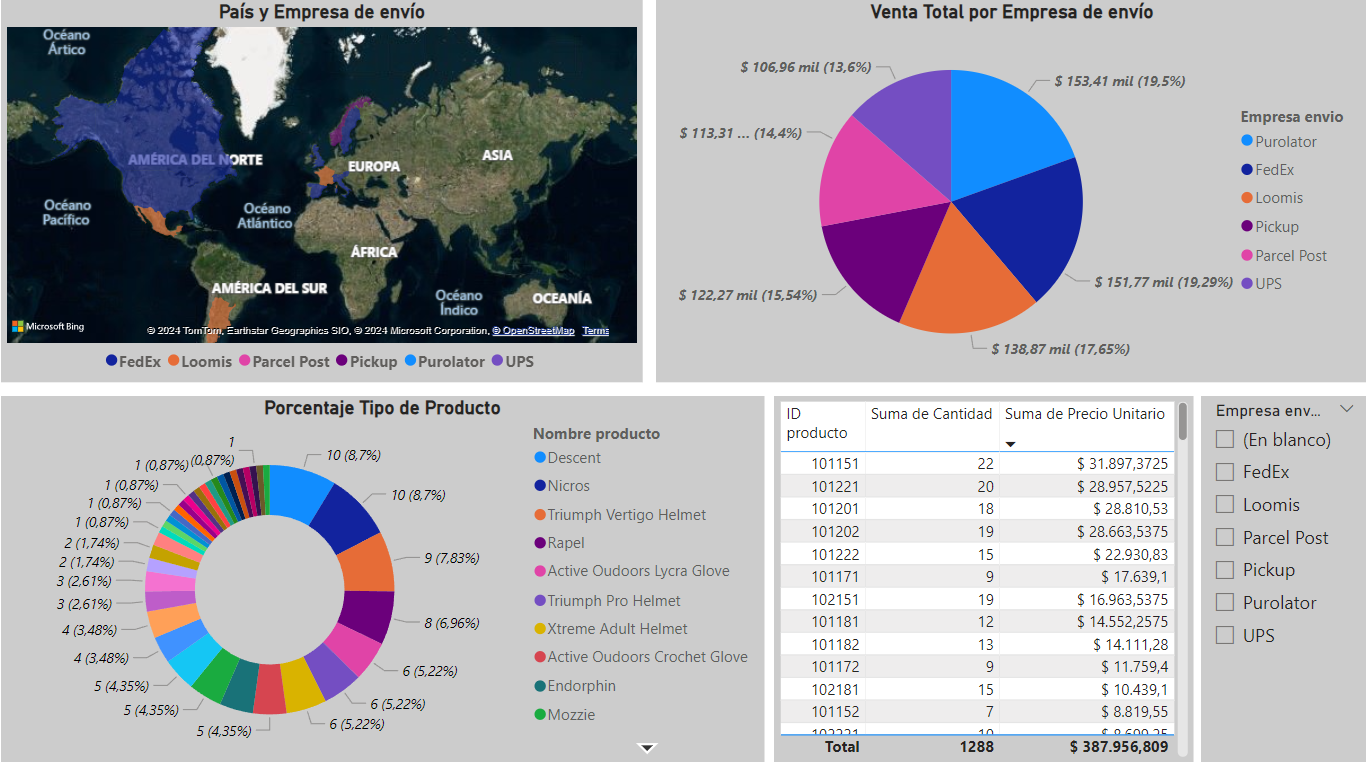 País y Empresa de envío
Océano
Ártico
AMÉRICA DEL NORTE
EUROPA
ASIA
Océano
Pacífico
Océano
Atlántico
ÁFRICA
AMÉRICA DEL SUR
Océano
Índico
OCEANÍA
Microsoft Bing
© 2024 TomTom, Earthstar Geographics SIO, © 2024 Microsoft Corporation, © OpenStreetMap Terms
FedEx Loomis Parcel Post Pickup Purolator UPS
Venta Total por Empresa de envío
$ 106,96 mil (13,6%)
$ 153,41 mil (19,5%)
$ 113,31 ... (14,4%)
$ 122,27 mil (15,54%)
$ 151,77 mil (19,29%)
$ 138,87 mil (17,65%)
Empresa envio
Purolator
FedEx
Loomis
Pickup
Parcel Post
UPS
Porcentaje Tipo de Producto
1
10 (8,7%)
1 (0,87%)
(0,87%)
1 (0,87%)
10 (8,7%)
1 (0,87%)
1 (0,87%)
2 (1,74%)
9 (7,83%)
2 (1,74%)
3 (2,61%)
3 (2,61%)
8 (6,96%)
4 (3,48%)
4 (3,48%)
6 (5,22%)
5 (4,35%)
6 (5,22%)
5 (4,35%)
6 (5,22%)
5 (4,35%)
Nombre producto
Descent
Nicros
Triumph Vertigo Helmet
Rapel
Active Oudoors Lycra Glove
Triumph Pro Helmet
Xtreme Adult Helmet
Active Oudoors Crochet Glove
Endorphin
Mozzie
ID producto Suma de Cantidad Suma de Precio Unitario
101151 22 $ 31.897,3725
101221 20 $ 28.957,5225
101201 18 $ 28.810,53
101202 19 $ 28.663,5375
101222 15 $ 22.930,83
101171 9 $ 17.639,1
102151 19 $ 16.963,5375
101181 12 $ 14.552,2575
101182 13 $ 14.111,28
101172 9 $ 11.759,4
102181 15 $ 10.439,1
101152 7 $ 8.819,55
Total 1288 $ 387.956,809
Empresa env...
(En blanco)
FedEx
Loomis
Parcel Post
Pickup
Purolator
UPS